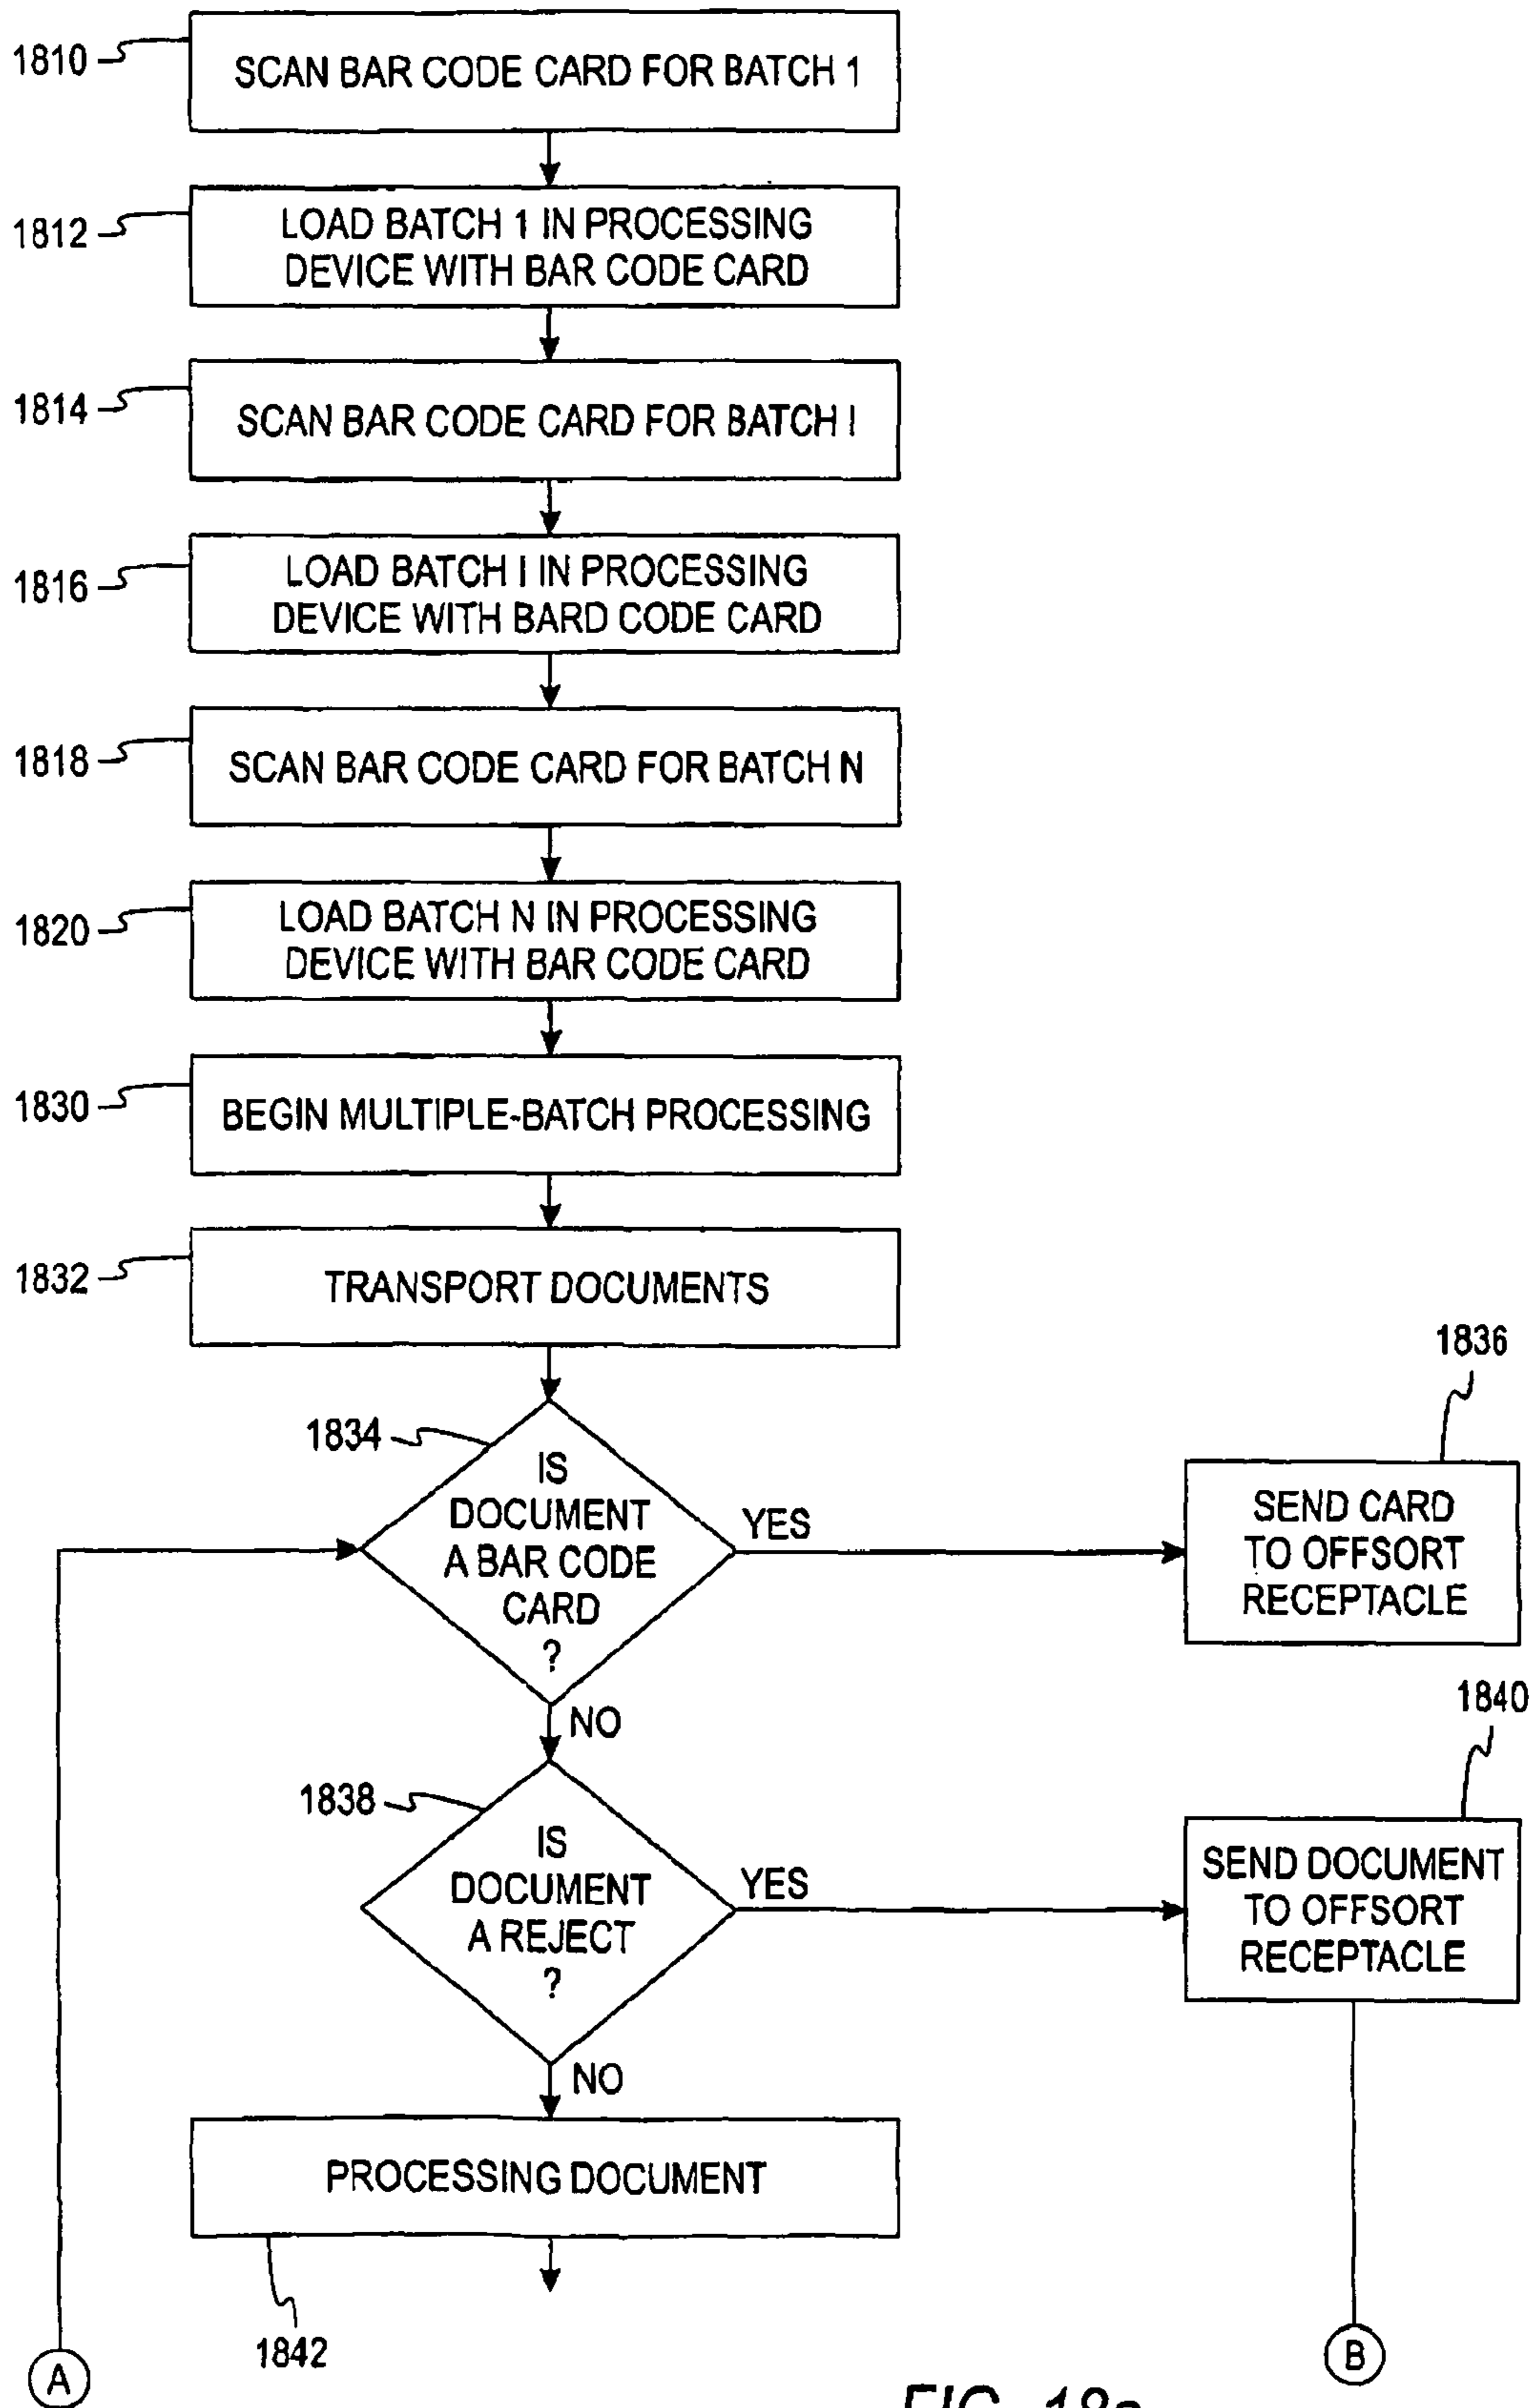 1810
SCAN BAR CODE CARD FOR BATCH 1
1812
LOAD BATCH 1 IN PROCESSING
DEVICE WITH BAR CODE CARD
1814
SCAN BAR CODE CARD FOR BATCH I
1816
LOAD BATCH I IN PROCESSING
DEVICE WITH BARD CODE CARD
1818
SCAN BAR CODE CARD FOR BATCH N
1820
LOAD BATCH N IN PROCESSING
DEVICE WITH BAR CODE CARD
1830
BEGIN MULTIPLE-BATCH PROCESSING
1832
TRANSPORT DOCUMENTS
1834
IS
DOCUMENT
A BAR CODE
CARD
?
YES
1836
SEND CARD
TO OFFSORT
RECEPTACLE
NO
1838
IS
DOCUMENT
A REJECT
?
YES
1840
SEND DOCUMENT
TO OFFSORT
RECEPTACLE
NO
PROCESSING DOCUMENT
1842
A
B
FIG. 18a